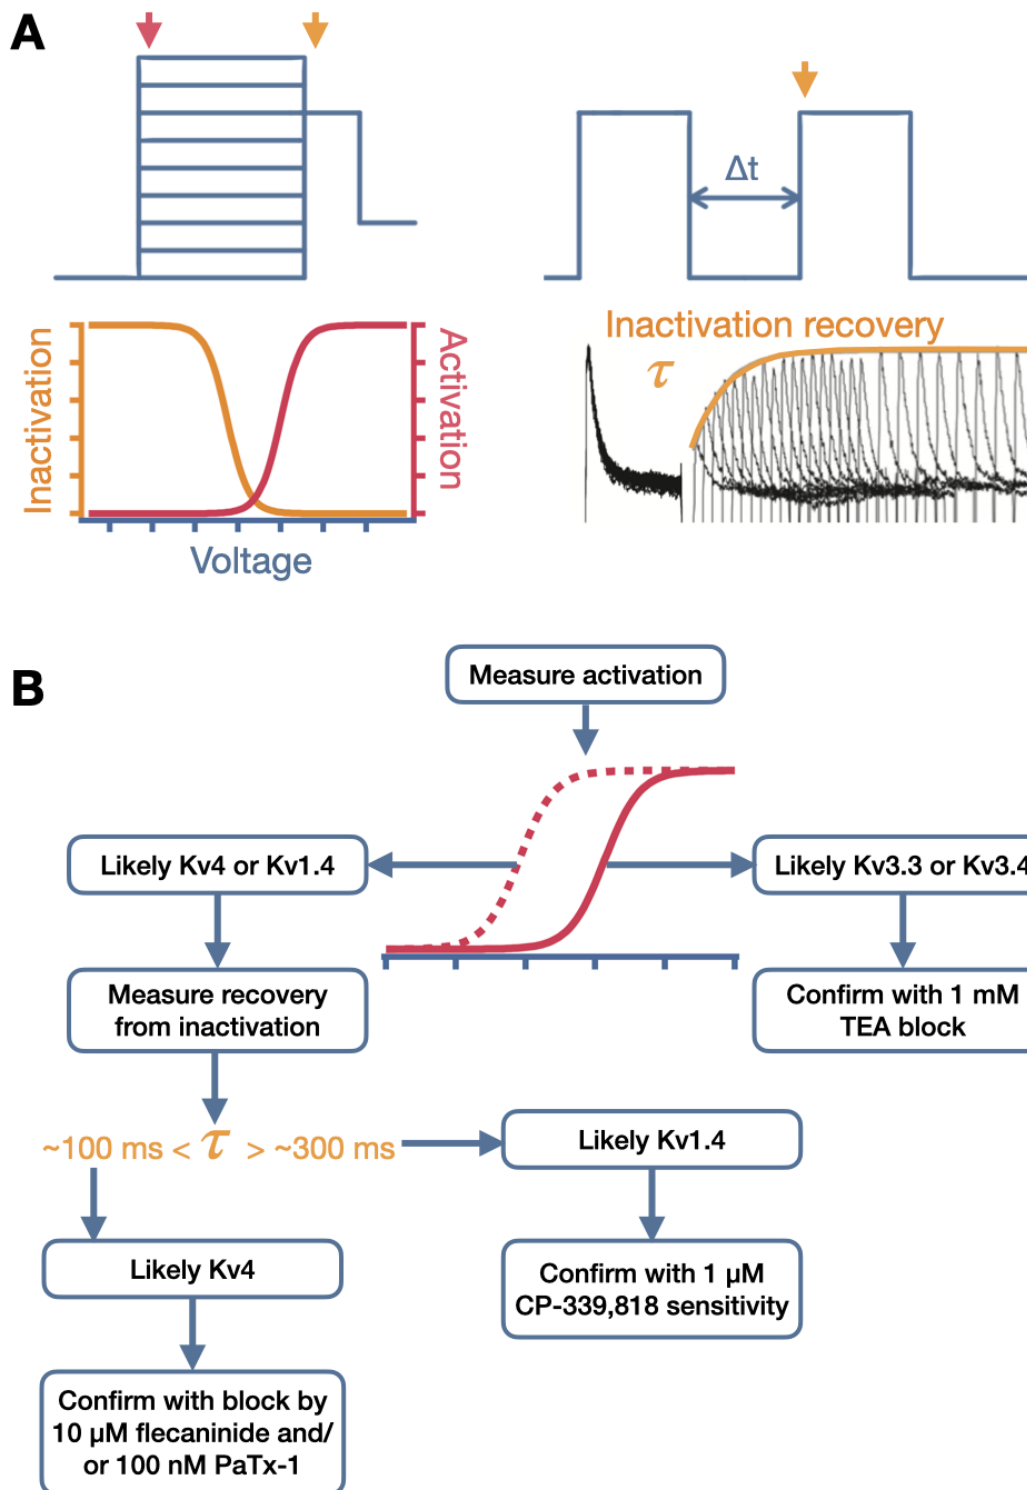 A
Δt
Inactivation
Activation
Voltage
Inactivation recovery
τ
B
Measure activation
Likely Kv4 or Kv1.4
Likely Kv3.3 or Kv3.4
Measure recovery
from inactivation
Confirm with 1 mM
TEA block
~100 ms < τ > ~300 ms
Likely Kv1.4
Likely Kv4
Confirm with 1 µM
CP-339,818 sensitivity
Confirm with block by
10 µM flecaninide and/
or 100 nM PaTx-1